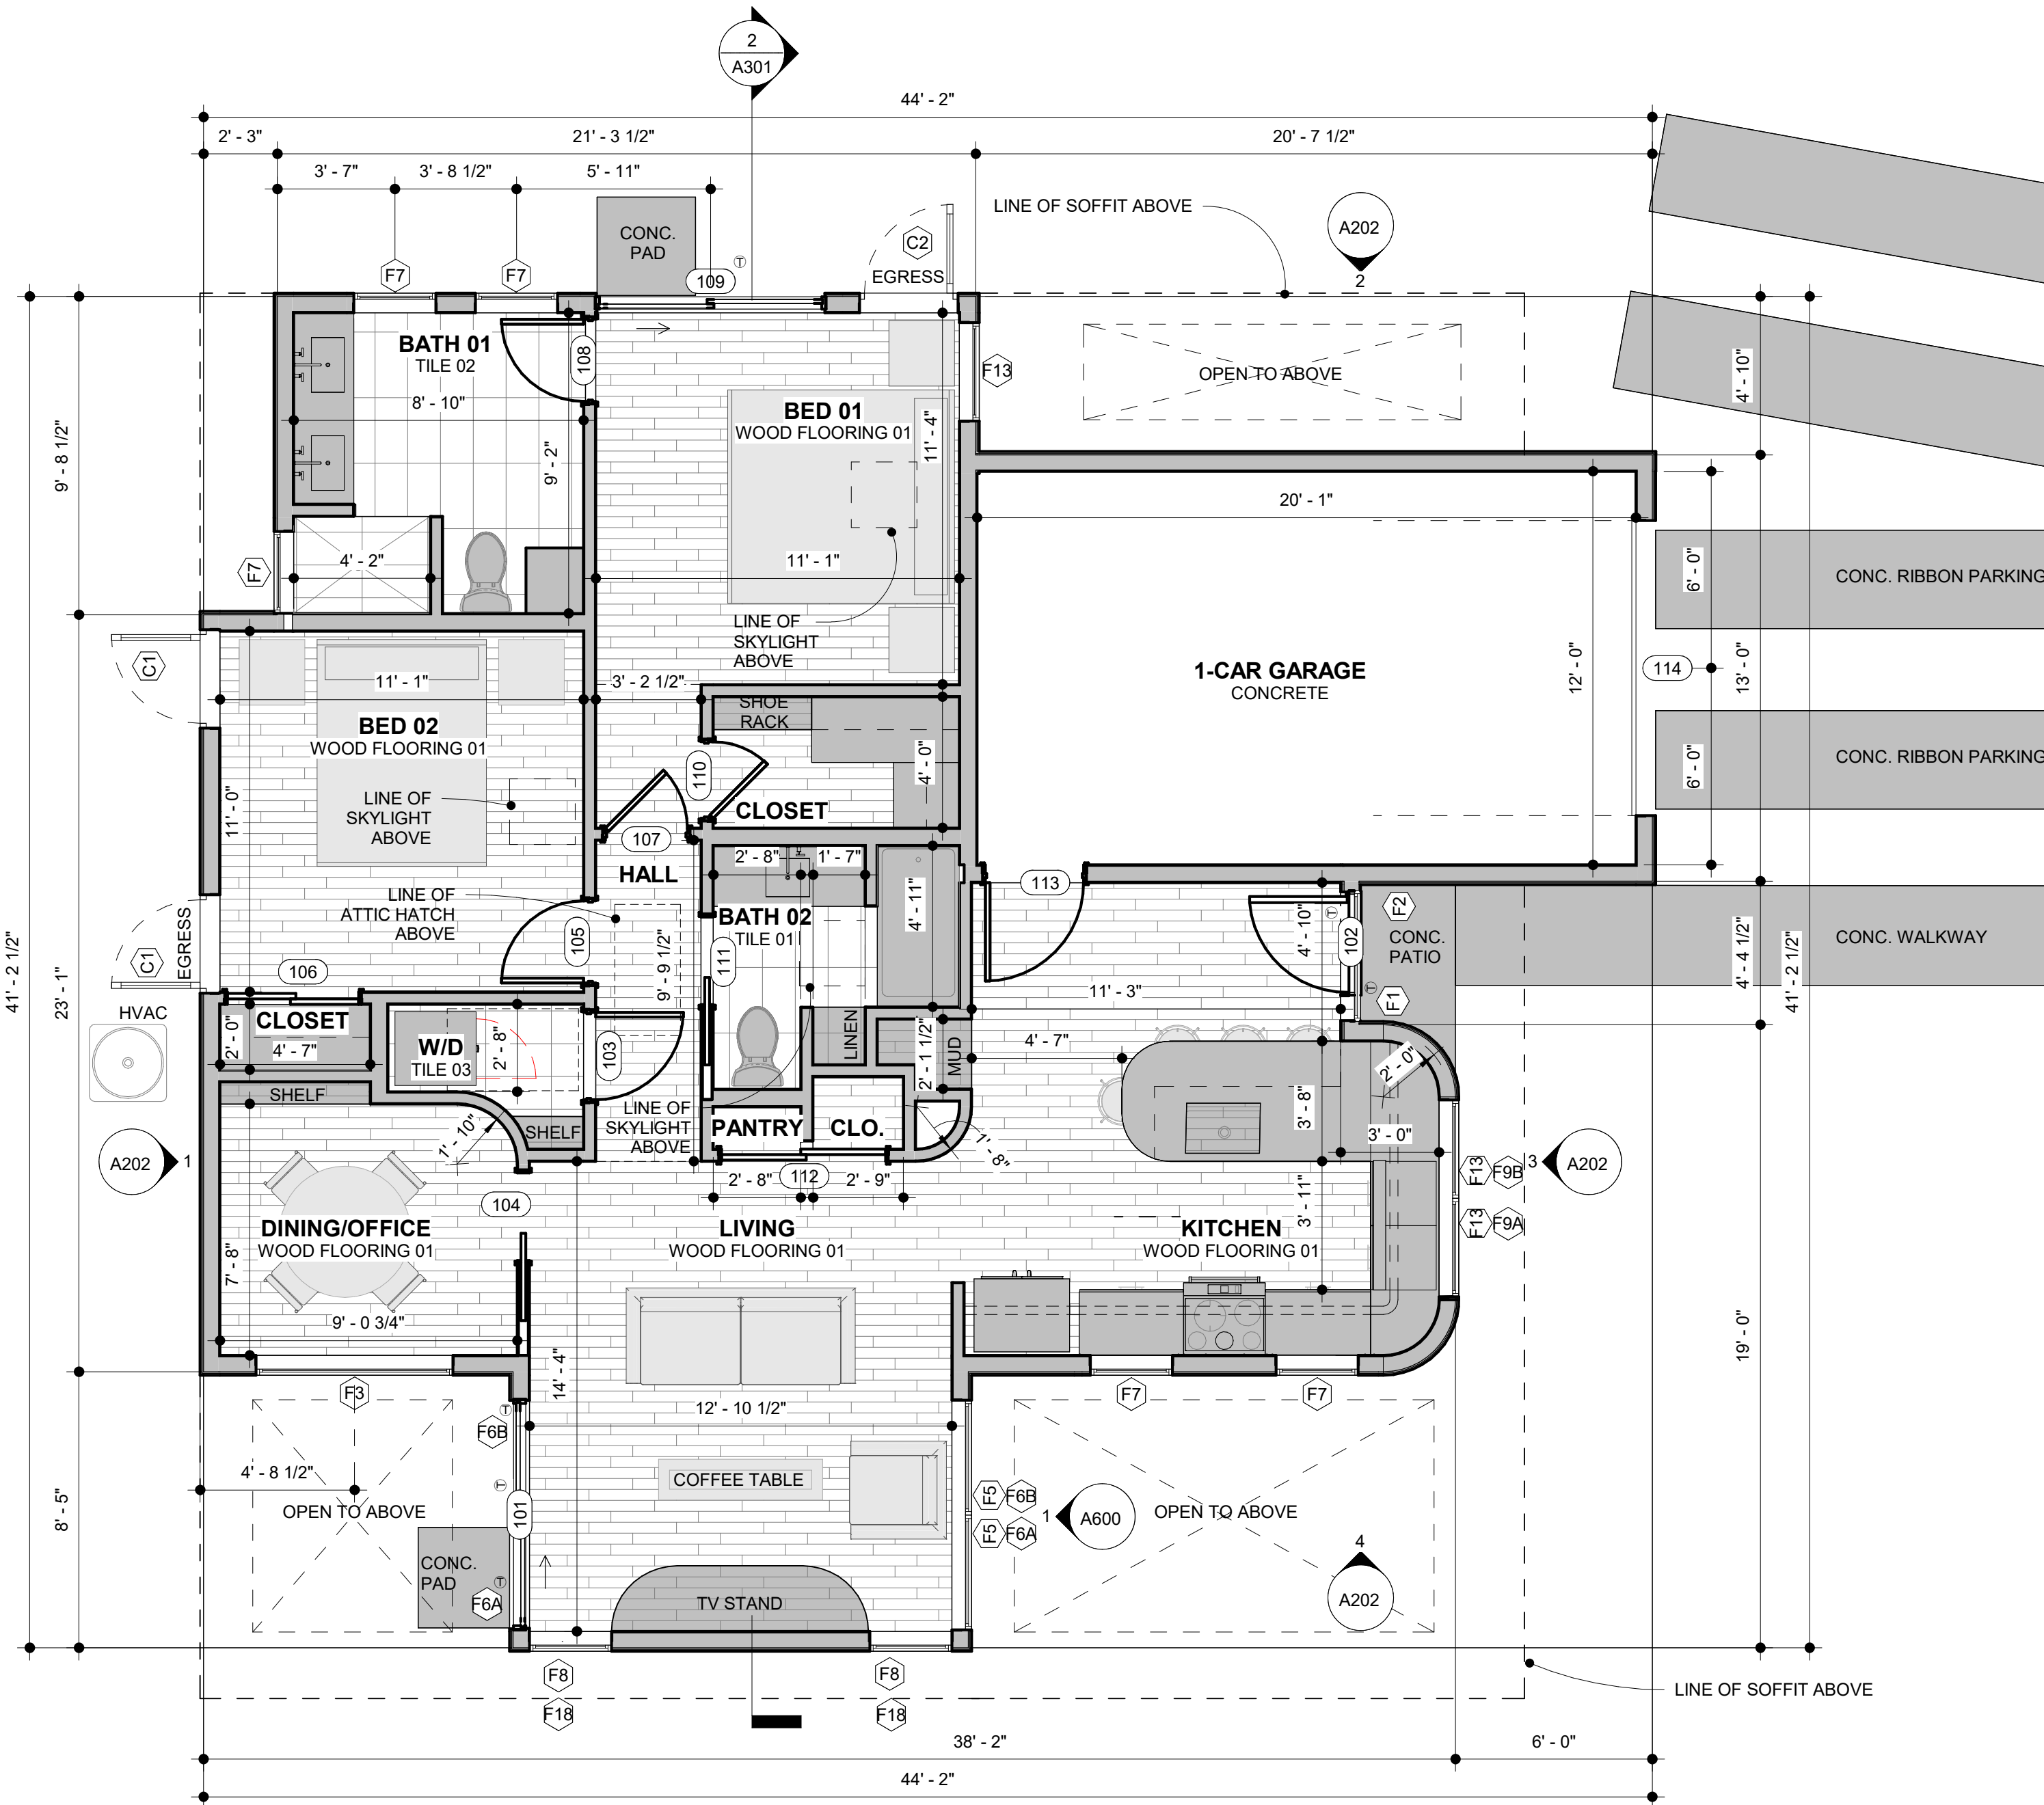 2
A301
44' - 2"
2' - 3"
21' - 3 1/2"
20' - 7 1/2"
3' - 7"
3' - 8 1/2"
5' - 11"
LINE OF SOFFIT ABOVE
A202
2
CONC.
PAD
C2
EGRESS
F7
F7
109
T
BATH 01
TILE 02
8' - 10"
9' - 2"
108
BED 01
WOOD FLOORING 01
11' - 4"
F13
OPEN TO ABOVE
4' - 10"
9' - 8 1/2"
4' - 2"
F7
11' - 1"
LINE OF
SKYLIGHT
ABOVE
20' - 1"
12' - 0"
1-CAR GARAGE
CONCRETE
114
6' - 0"
6' - 0"
13' - 0"
CONC. RIBBON PARKING
CONC. RIBBON PARKING
C1
11' - 1"
3' - 2 1/2"
BED 02
WOOD FLOORING 01
SHOE
RACK
110
4' - 0"
CLOSET
11' - 0"
LINE OF
SKYLIGHT
ABOVE
107
HALL
LINE OF
ATTIC HATCH
ABOVE
105
9' - 9 1/2"
2' - 8"
1' - 7"
BATH 02
TILE 01
111
4' - 11"
113
4' - 10"
T
102
F2
CONC.
PATIO
CONC. WALKWAY
4' - 4 1/2"
41' - 2 1/2"
41' - 2 1/2"
23' - 1"
C1
EGRESS
106
HVAC
CLOSET
2' - 0"
4' - 7"
W/D
TILE 03
2' - 8"
103
LINEN
2' - 1 1/2"
MUD
11' - 3"
T
F1
4' - 7"
2' - 0"
3' - 8"
3' - 0"
SHELF
1' - 10"
SHELF
LINE OF
SKYLIGHT
ABOVE
PANTRY
CLO.
1' - 8"
A202
1
2' - 8"
112
2' - 9"
3' - 11"
F13
F9B
3
A202
F13
F9A
104
DINING/OFFICE
WOOD FLOORING 01
LIVING
WOOD FLOORING 01
KITCHEN
WOOD FLOORING 01
7' - 8"
9' - 0 3/4"
14' - 4"
19' - 0"
F3
F7
F7
T
F6B
12' - 10 1/2"
4' - 8 1/2"
T
COFFEE TABLE
8' - 5"
OPEN TO ABOVE
101
F5
F6B
F5
F6A
1
A600
OPEN TO ABOVE
4
A202
CONC.
PAD
T
F6A
TV STAND
F8
F8
F18
F18
LINE OF SOFFIT ABOVE
38' - 2"
6' - 0"
44' - 2"